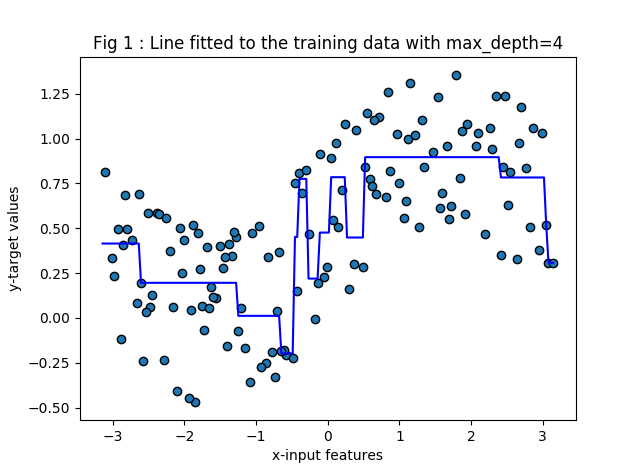 Fig 1 : Line fitted to the training data with max_depth=4
1.25
1.00
0.75
0.50
0.25
0.00
−0.25
−0.50
y-target values
−3 −2 −1 0 1 2 3
x-input features